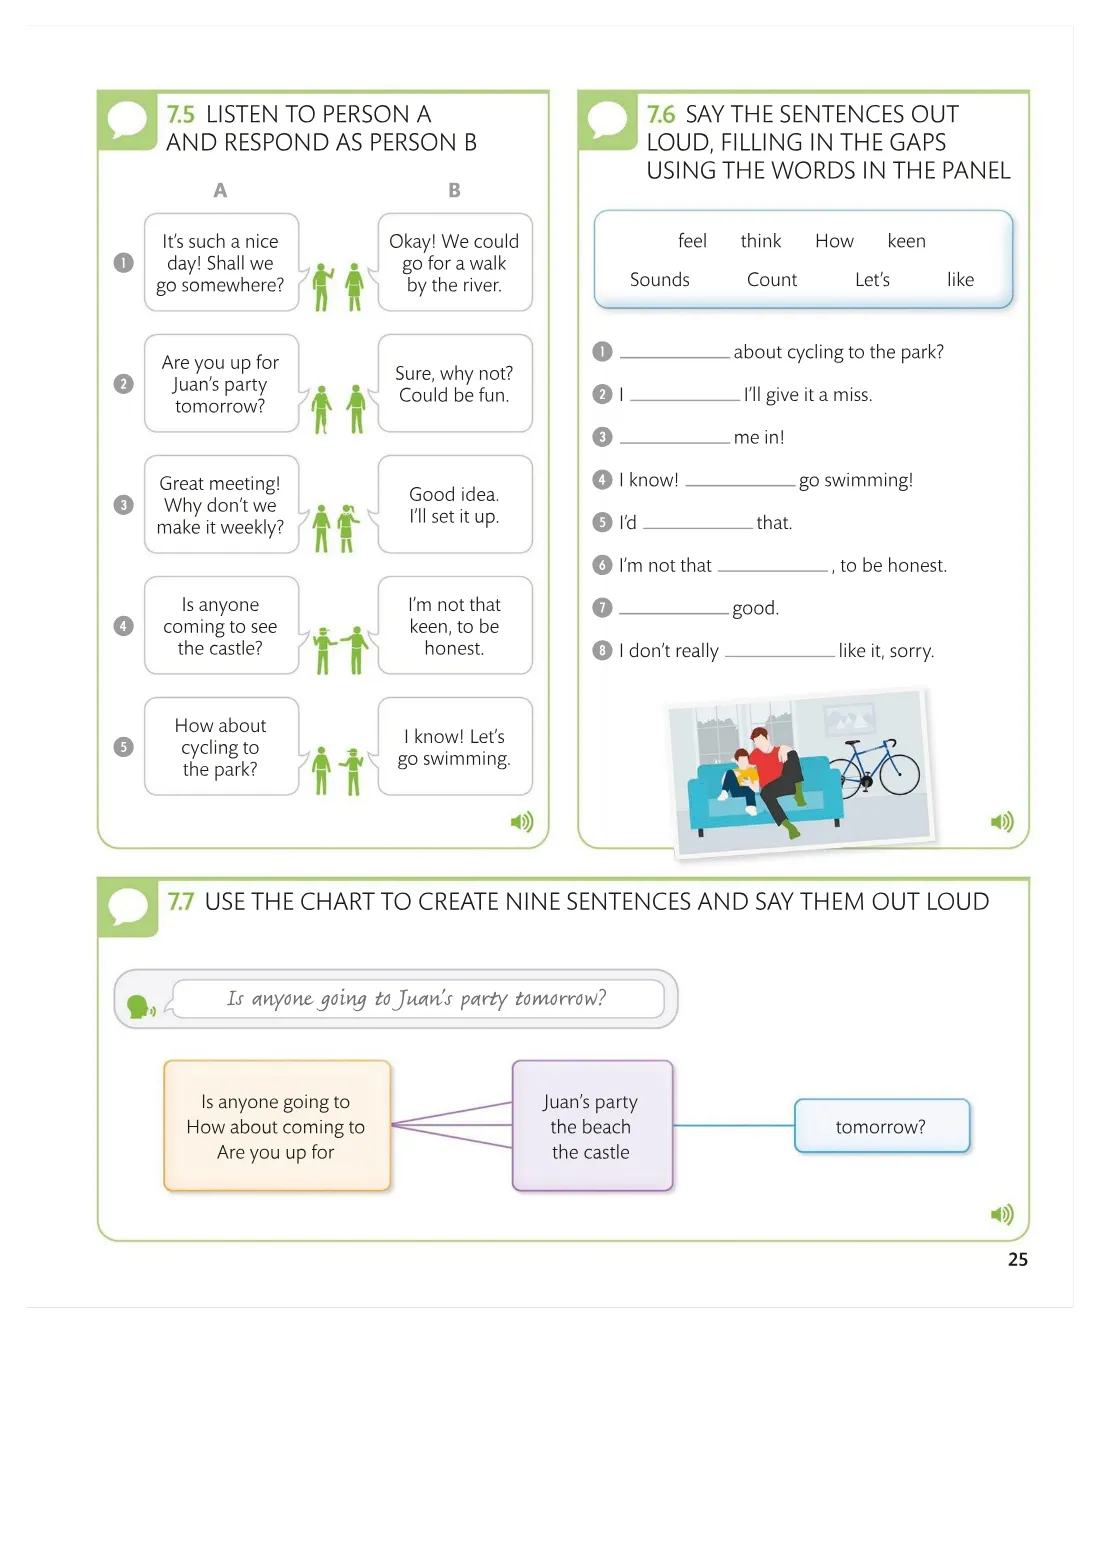 7.5 LISTEN TO PERSON A
AND RESPOND AS PERSON B
A
B
1
It's such a nice
day! Shall we
go somewhere?
Okay! We could
go for a walk
by the river.
2
Are you up for
Juan's party
tomorrow?
Sure, why not?
Could be fun.
3
Great meeting!
Why don't we
make it weekly?
Good idea.
I'll set it up.
4
Is anyone
coming to see
the castle?
I'm not that
keen, to be
honest.
5
How about
cycling to
the park?
I know! Let's
go swimming.
7.6 SAY THE SENTENCES OUT
LOUD, FILLING IN THE GAPS
USING THE WORDS IN THE PANEL
feel think How keen
Sounds Count Let's like
1 ___________ about cycling to the park?
2 I ___________ I'll give it a miss.
3 ___________ me in!
4 I know! ___________ go swimming!
5 I'd ___________ that.
6 I'm not that ___________ , to be honest.
7 ___________ good.
8 I don't really ___________ like it, sorry.
7.7 USE THE CHART TO CREATE NINE SENTENCES AND SAY THEM OUT LOUD
Is anyone going to Juan's party tomorrow?
Is anyone going to
How about coming to
Are you up for
Juan's party
the beach
the castle
tomorrow?
25